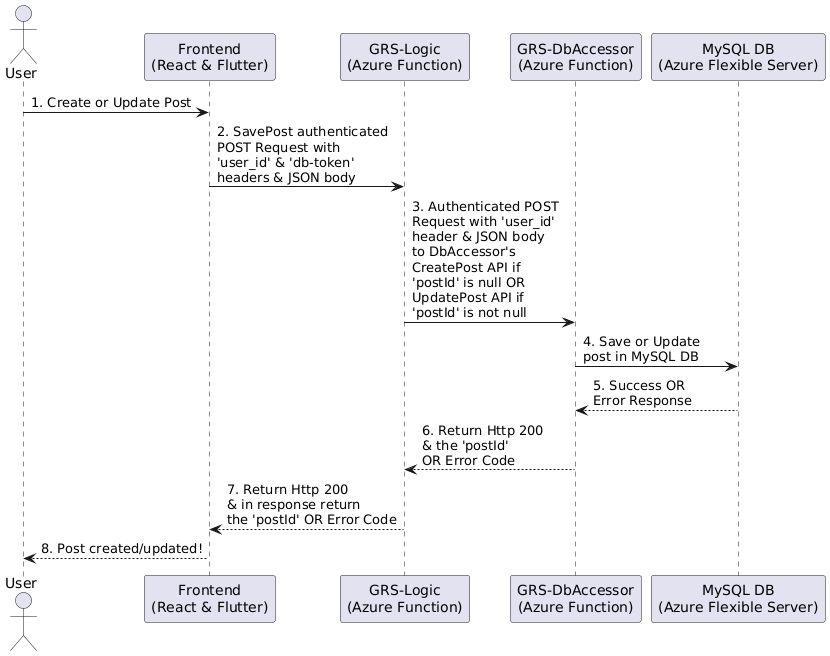 User
Frontend
(React & Flutter)
GRS-Logic
(Azure Function)
GRS-DbAccessor
(Azure Function)
MySQL DB
(Azure Flexible Server)
1. Create or Update Post
2. SavePost authenticated
POST Request with
'user_id' & 'db-token'
headers & JSON body
3. Authenticated POST
Request with 'user_id'
header & JSON body
to DbAccessor's
CreatePost API if
'postId' is null OR
UpdatePost API if
'postId' is not null
4. Save or Update
post in MySQL DB
5. Success OR
Error Response
6. Return Http 200
& the 'postId'
OR Error Code
7. Return Http 200
& in response return
the 'postId' OR Error Code
8. Post created/updated!
User
Frontend
(React & Flutter)
GRS-Logic
(Azure Function)
GRS-DbAccessor
(Azure Function)
MySQL DB
(Azure Flexible Server)